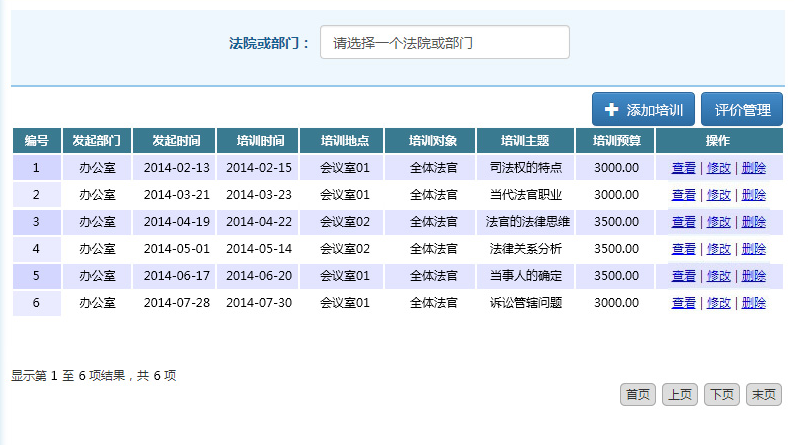 法院或部门： 请选择一个法院或部门
添加培训 评价管理
编号 发起部门 发起时间 培训时间 培训地点 培训对象 培训主题 培训预算 操作
1 办公室 2014-02-13 2014-02-15 会议室01 全体法官 司法权的特点 3000.00 查看 | 修改 | 删除
2 办公室 2014-03-21 2014-03-23 会议室01 全体法官 当代法官职业 3000.00 查看 | 修改 | 删除
3 办公室 2014-04-19 2014-04-22 会议室02 全体法官 法官的法律思维 3500.00 查看 | 修改 | 删除
4 办公室 2014-05-01 2014-05-14 会议室02 全体法官 法律关系分析 3500.00 查看 | 修改 | 删除
5 办公室 2014-06-17 2014-06-20 会议室01 全体法官 当事人的确定 3500.00 查看 | 修改 | 删除
6 办公室 2014-07-28 2014-07-30 会议室01 全体法官 诉讼管辖问题 3000.00 查看 | 修改 | 删除
显示第 1 至 6 项结果，共 6 项
首页 上页 下页 末页